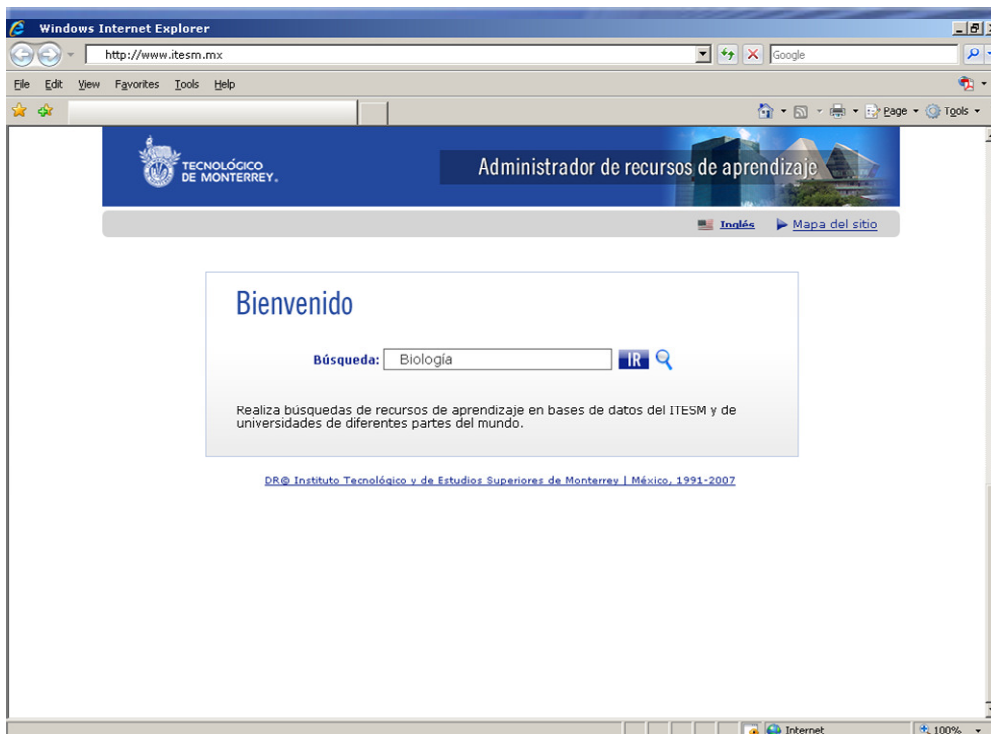 Windows Internet Explorer
http://www.itesm.mx
Google
File Edit View Favorites Tools Help
Page Tools
TECNOLÓGICO
DE MONTERREY.
Administrador de recursos de aprendizaje
Inglés Mapa del sitio
Bienvenido
Búsqueda: Biología IR
Realiza búsquedas de recursos de aprendizaje en bases de datos del ITESM y de
universidades de diferentes partes del mundo.
DR© Instituto Tecnológico y de Estudios Superiores de Monterrey | México, 1991-2007
Internet 100%